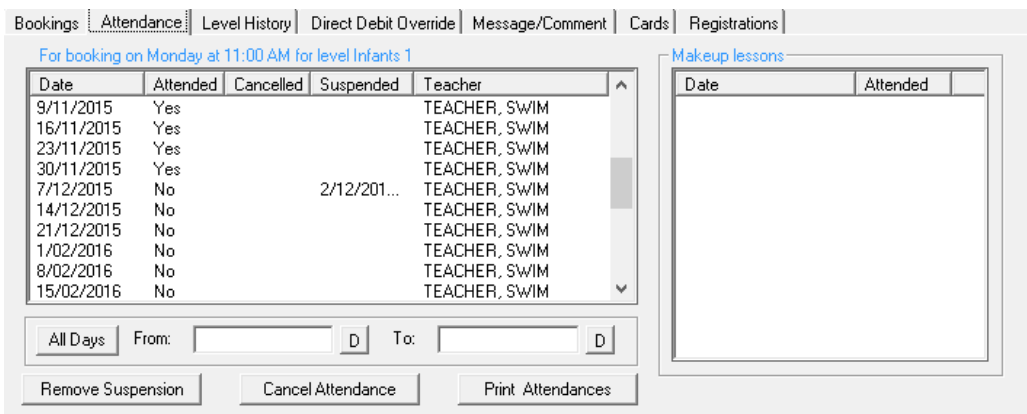 Bookings Attendance Level History Direct Debit Override Message/Comment Cards Registrations
For booking on Monday at 11:00 AM for level Infants 1
Date Attended Cancelled Suspended Teacher
9/11/2015 Yes TEACHER, SWIM
16/11/2015 Yes TEACHER, SWIM
23/11/2015 Yes TEACHER, SWIM
30/11/2015 Yes TEACHER, SWIM
7/12/2015 No 2/12/201... TEACHER, SWIM
14/12/2015 No TEACHER, SWIM
21/12/2015 No TEACHER, SWIM
1/02/2016 No TEACHER, SWIM
8/02/2016 No TEACHER, SWIM
15/02/2016 No TEACHER, SWIM
All Days From: D To: D
Remove Suspension Cancel Attendance Print Attendances
Makeup lessons
Date Attended